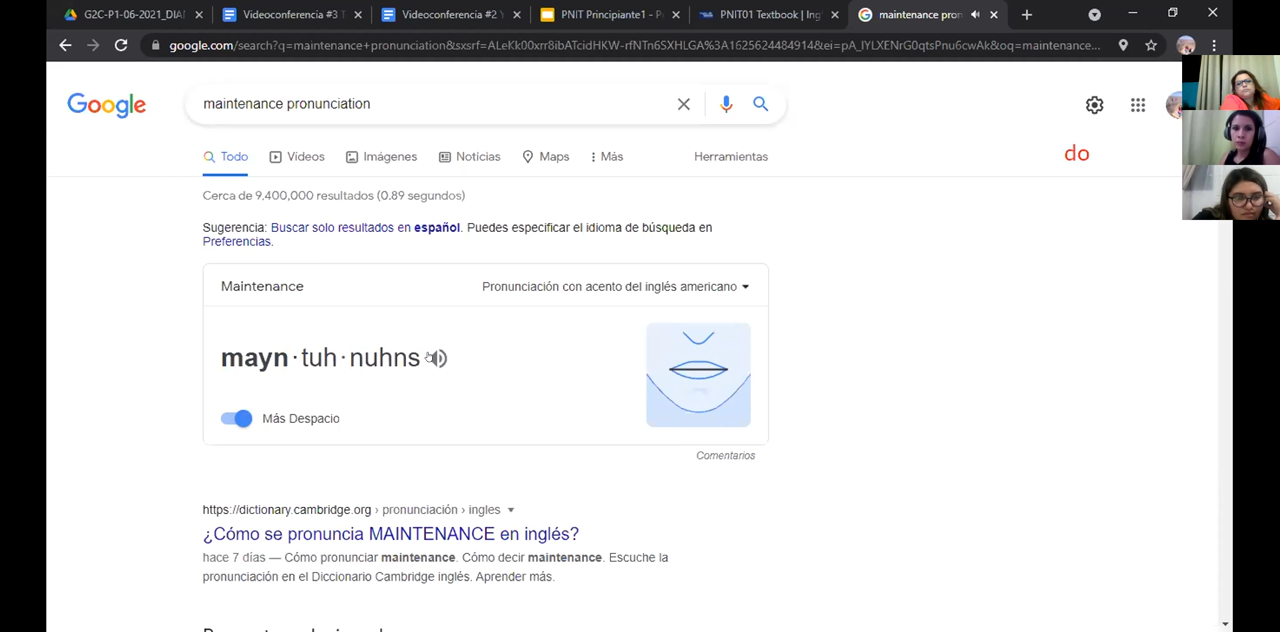 G2C-P1-06-2021_DIA
Videoconferencia #3 T
Videoconferencia #2 Y
PNIT Principiante1 - P
PNIT01 Textbook | Ing
maintenance pron
google.com/search?q=maintenance+pronunciation&sxsrf=ALeKk00xrr8ibATcidHKW-rfNTn6SXHLGA%3A1625624484914&ei=pA_lYLXENrG0qtsPnu6cwAk&oq=maintenance...
Google
maintenance pronunciation
Todo
Vídeos
Imágenes
Noticias
Maps
Más
Herramientas
do
Cerca de 9,400,000 resultados (0.89 segundos)
Sugerencia: Buscar solo resultados en español. Puedes especificar el idioma de búsqueda en
Preferencias.
Maintenance
Pronunciación con acento del inglés americano
mayn·tuh·nuhns
Más Despacio
Comentarios
https://dictionary.cambridge.org › pronunciación › ingles
¿Cómo se pronuncia MAINTENANCE en inglés?
hace 7 días — Cómo pronunciar maintenance. Cómo decir maintenance. Escuche la
pronunciación en el Diccionario Cambridge inglés. Aprender más.